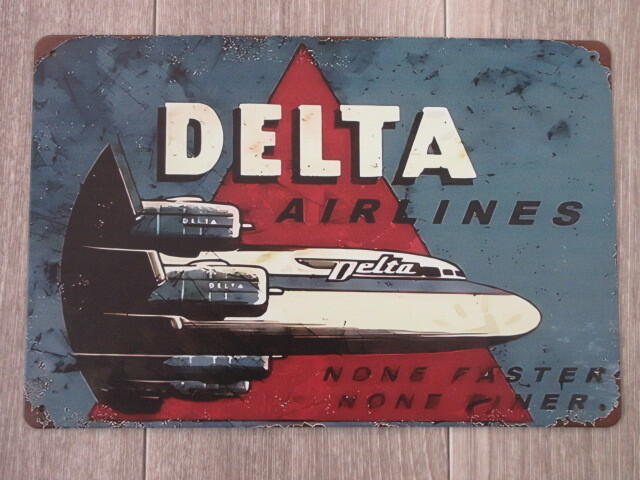 DELTA
AIRLINES
DELTA
Delta
DELTA
NONE FASTER
NONE FINER.